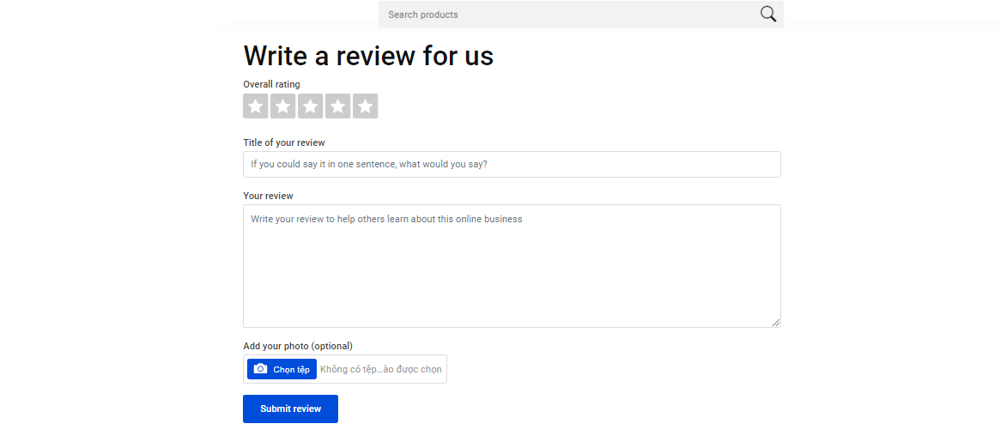 Search products
Write a review for us
Overall rating
Title of your review
If you could say it in one sentence, what would you say?
Your review
Write your review to help others learn about this online business
Add your photo (optional)
Chọn tệp Không có tệp...ào được chọn
Submit review